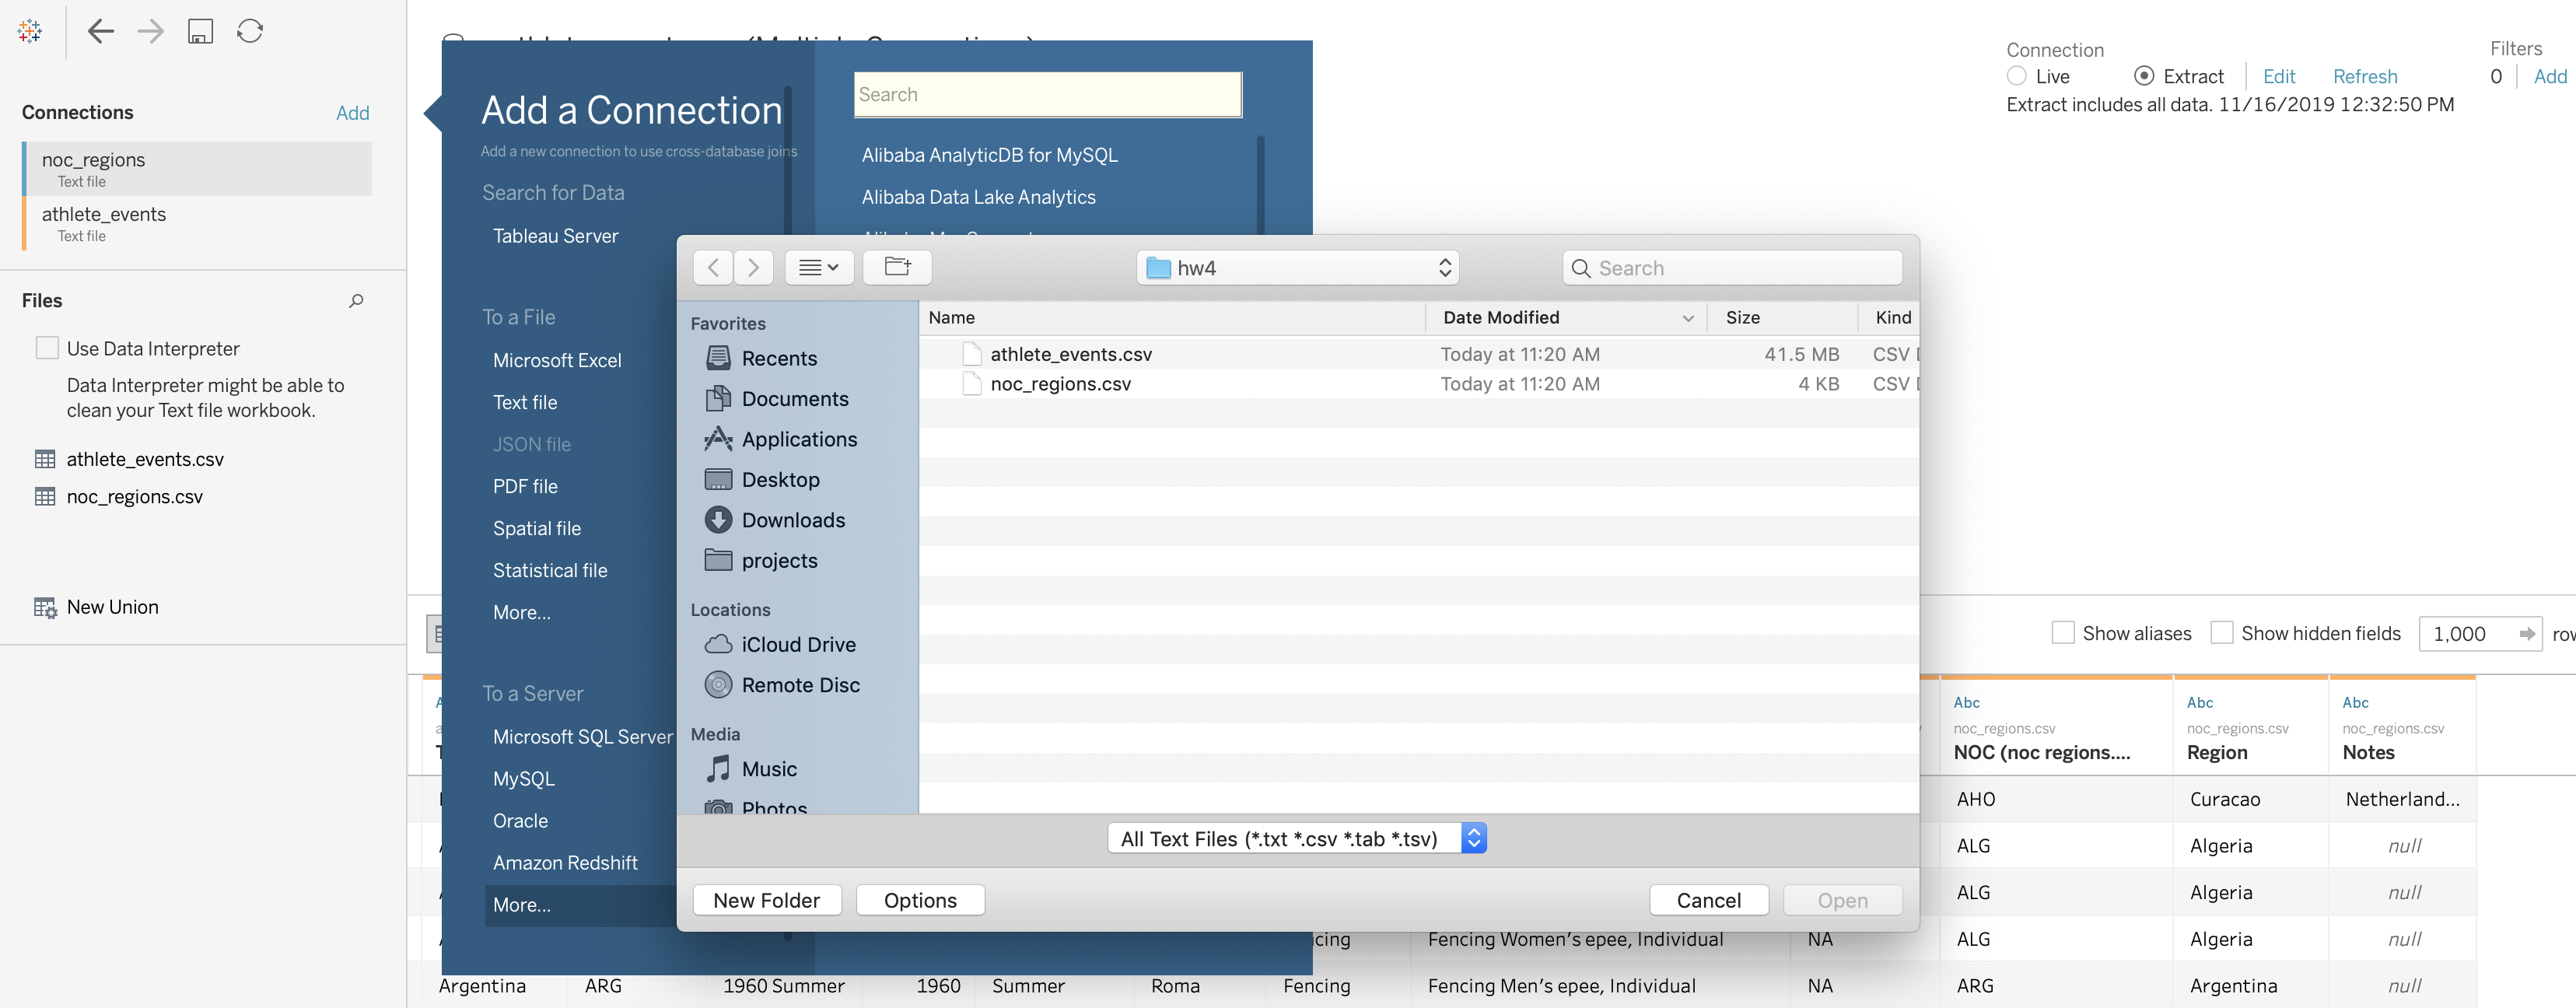 Connections
Add
noc_regions
Text file
athlete_events
Text file
Files
Use Data Interpreter
Data Interpreter might be able to
clean your Text file workbook.
athlete_events.csv
noc_regions.csv
New Union
Add a Connection
Add a new connection to use cross-database joins
Search for Data
Tableau Server
To a File
Microsoft Excel
Text file
JSON file
PDF file
Spatial file
Statistical file
More...
To a Server
Microsoft SQL Server
MySQL
Oracle
Amazon Redshift
More...
Search
Alibaba AnalyticDB for MySQL
Alibaba Data Lake Analytics
Connection
Live
Extract
Edit
Refresh
Extract includes all data. 11/16/2019 12:32:50 PM
Filters
0
Add
hw4
Search
Favorites
Recents
Documents
Applications
Desktop
Downloads
projects
Locations
iCloud Drive
Remote Disc
Media
Music
Photos
Name
Date Modified
Size
Kind
athlete_events.csv
Today at 11:20 AM
41.5 MB
CSV
noc_regions.csv
Today at 11:20 AM
4 KB
CSV
All Text Files (*.txt *.csv *.tab *.tsv)
New Folder
Options
Cancel
Open
Show aliases
Show hidden fields
1,000
Abc
noc_regions.csv
NOC (noc regions....
Abc
noc_regions.csv
Region
Abc
noc_regions.csv
Notes
AHO
Curacao
Netherland...
ALG
Algeria
null
ALG
Algeria
null
Fencing Women's epee, Individual
NA
ALG
Algeria
null
Argentina
ARG
1960 Summer
1960
Summer
Roma
Fencing
Fencing Men's epee, Individual
NA
ARG
Argentina
null